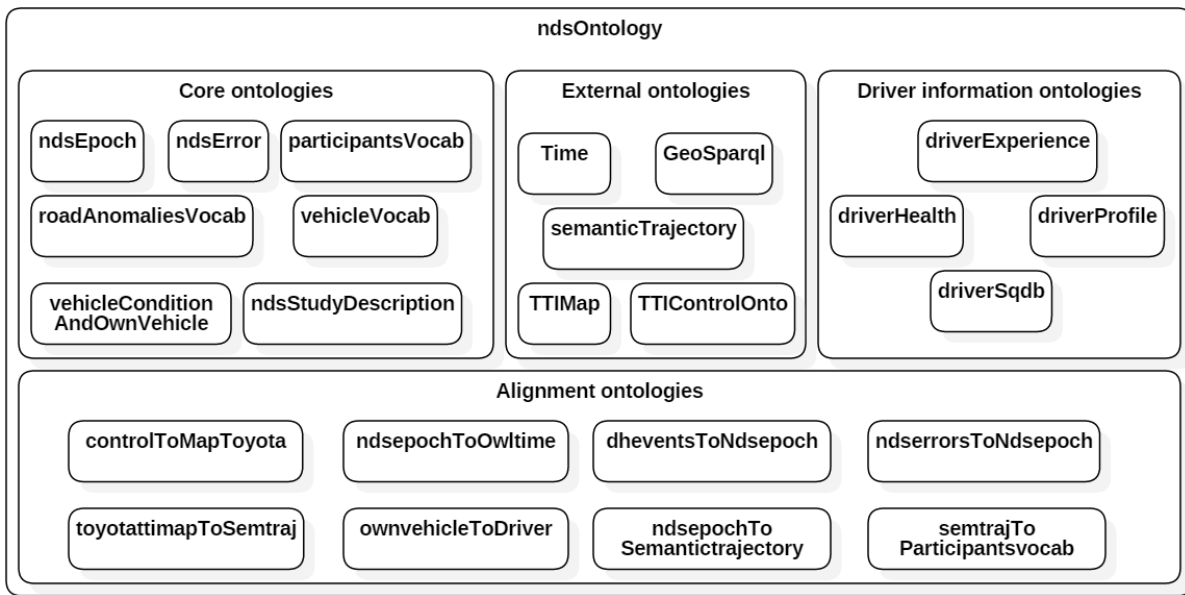 ndsOntology
Core ontologies
ndsEpoch
ndsError
participantsVocab
roadAnomaliesVocab
vehicleVocab
vehicleCondition
AndOwnVehicle
ndsStudyDescription
External ontologies
Time
GeoSparql
semanticTrajectory
TTIMap
TTIControlOnto
Driver information ontologies
driverExperience
driverHealth
driverProfile
driverSqdb
Alignment ontologies
controlToMapToyota
ndsepochToOwltime
dheventsToNdsepoch
ndserrorsToNdsepoch
toyotattimapToSemtraj
ownvehicleToDriver
ndsepochTo
Semantictrajectory
semtrajTo
Participantsvocab